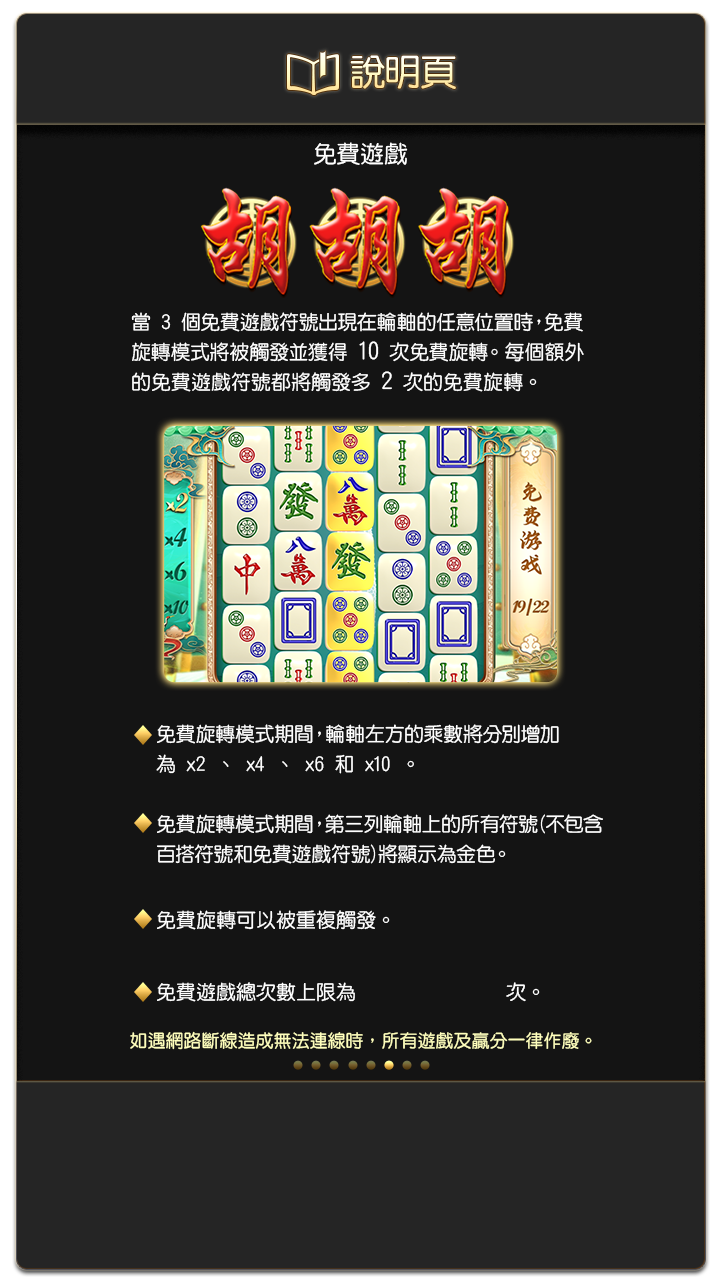 說明頁
免費遊戲
胡 胡 胡
當 3 個免費遊戲符號出現在輪軸的任意位置時,免費
旋轉模式將被觸發並獲得 10 次免費旋轉。每個額外
的免費遊戲符號都將觸發多 2 次的免費旋轉。
x2
x4
x6
x10
發
中
八萬
八萬
發
免费游戏
19/22
免費旋轉模式期間,輪軸左方的乘數將分別增加
為 x2 、 x4 、 x6 和 x10 。
免費旋轉模式期間,第三列輪軸上的所有符號(不包含
百搭符號和免費遊戲符號)將顯示為金色。
免費旋轉可以被重複觸發。
免費遊戲總次數上限為 次。
如遇網路斷線造成無法連線時,所有遊戲及贏分一律作廢。